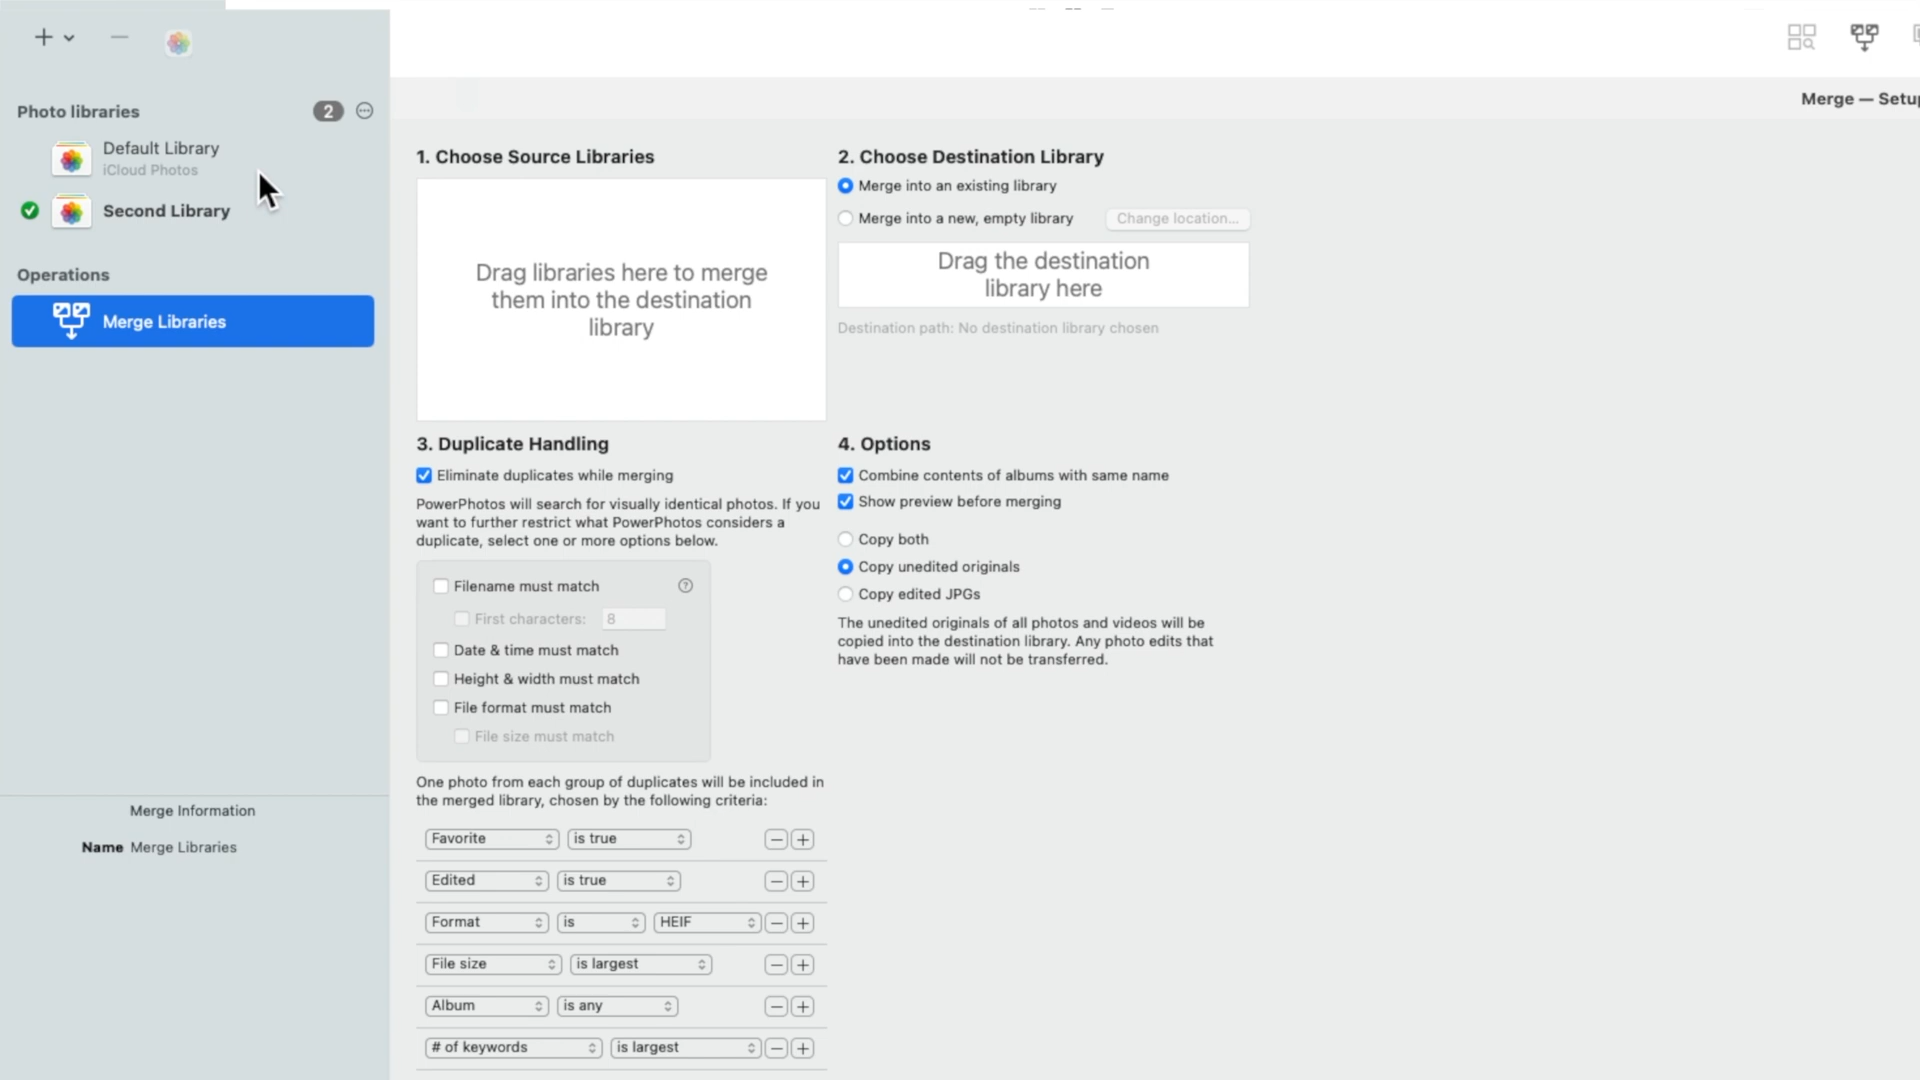 Photo libraries 2
Default Library
iCloud Photos
Second Library
Operations
Merge Libraries
Merge Information
Name Merge Libraries
Merge — Setup
1. Choose Source Libraries
Drag libraries here to merge
them into the destination
library
2. Choose Destination Library
Merge into an existing library
Merge into a new, empty library Change location...
Drag the destination
library here
Destination path: No destination library chosen
3. Duplicate Handling
Eliminate duplicates while merging
PowerPhotos will search for visually identical photos. If you
want to further restrict what PowerPhotos considers a
duplicate, select one or more options below.
Filename must match ?
First characters: 8
Date & time must match
Height & width must match
File format must match
File size must match
One photo from each group of duplicates will be included in
the merged library, chosen by the following criteria:
Favorite is true
Edited is true
Format is HEIF
File size is largest
Album is any
# of keywords is largest
4. Options
Combine contents of albums with same name
Show preview before merging
Copy both
Copy unedited originals
Copy edited JPGs
The unedited originals of all photos and videos will be
copied into the destination library. Any photo edits that
have been made will not be transferred.